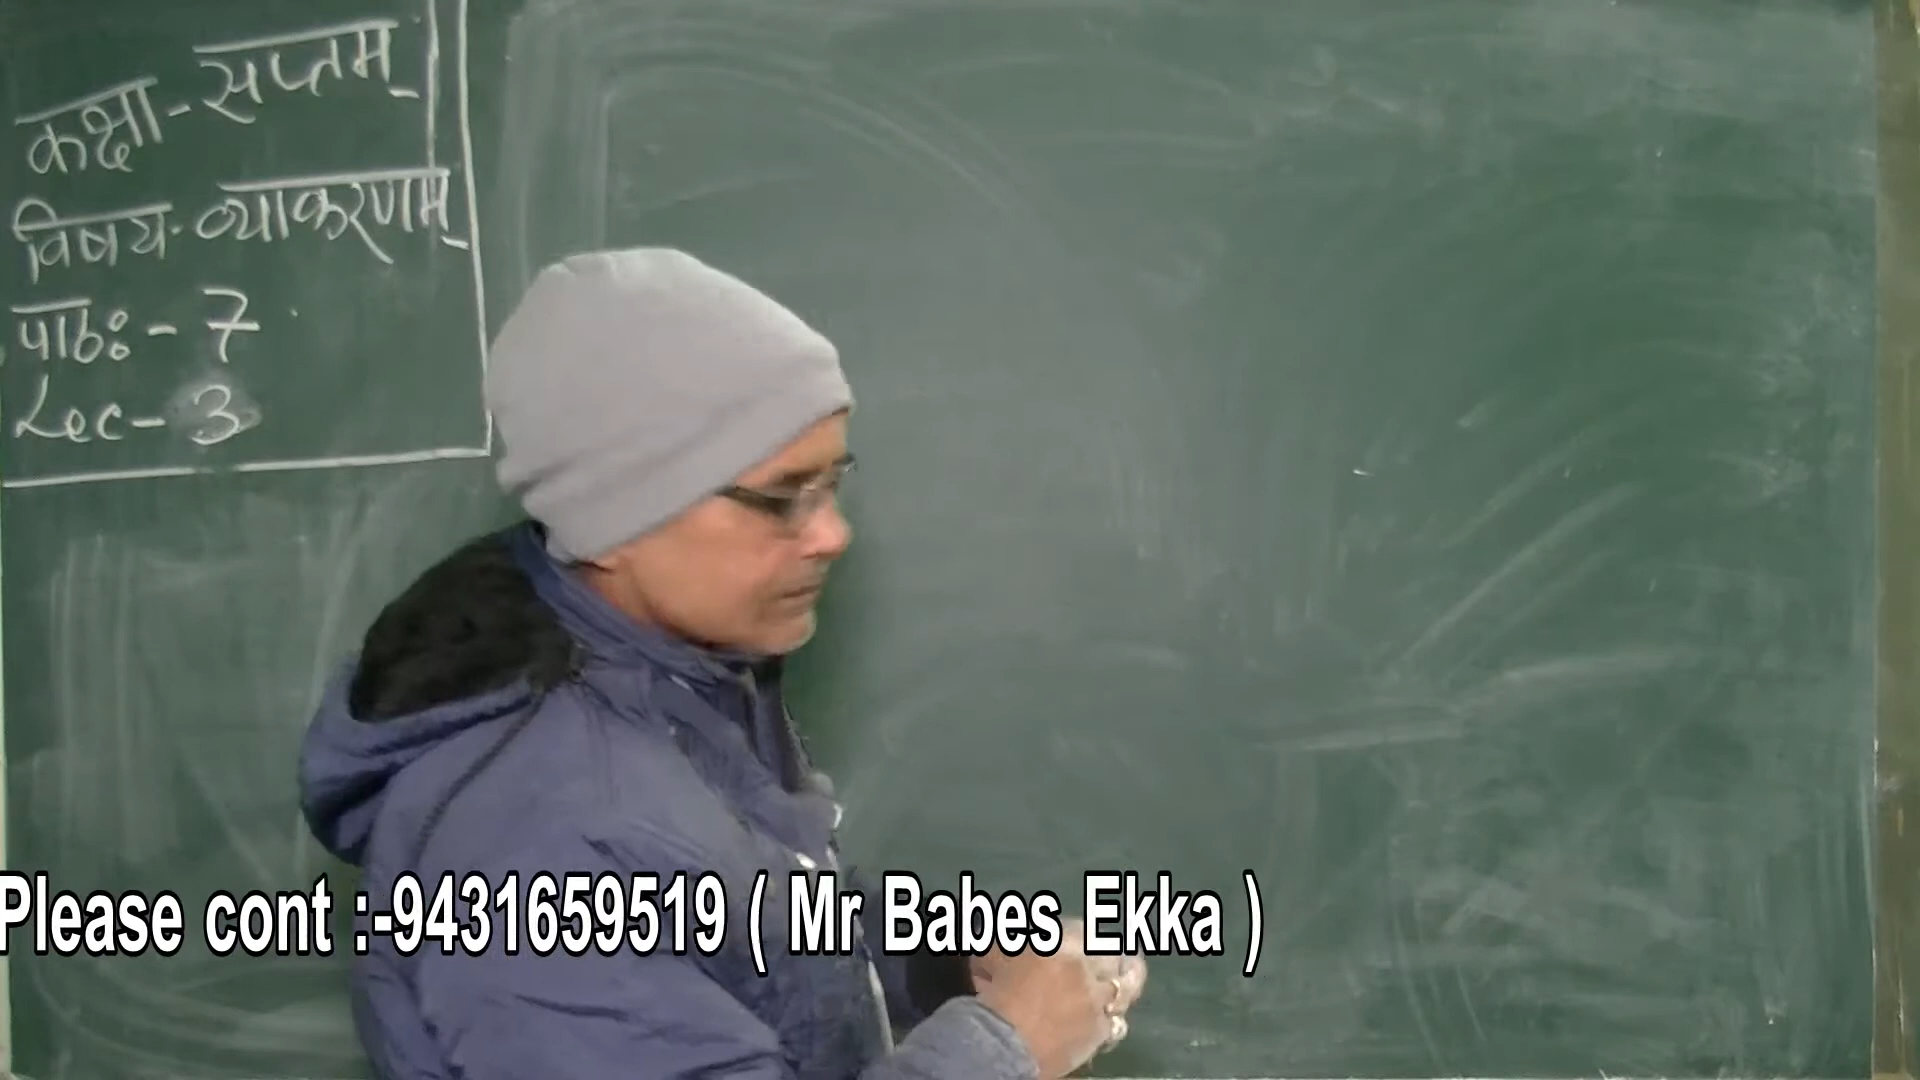 कक्षा - सप्तम्
विषय - व्याकरणम्
पाठः - 7
Lec - 3
Please cont :-9431659519 ( Mr Babes Ekka )